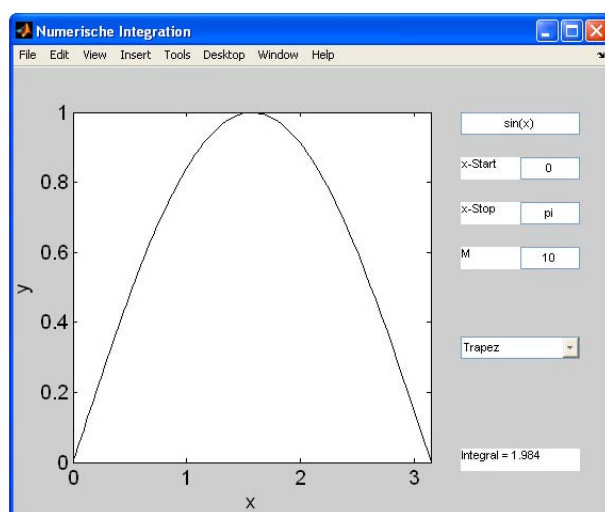 Numerische Integration
File Edit View Insert Tools Desktop Window Help
1
0.8
0.6
0.4
0.2
0
y
0 1 2 3
x
sin(x)
x-Start 0
x-Stop pi
M 10
Trapez
Integral = 1.984